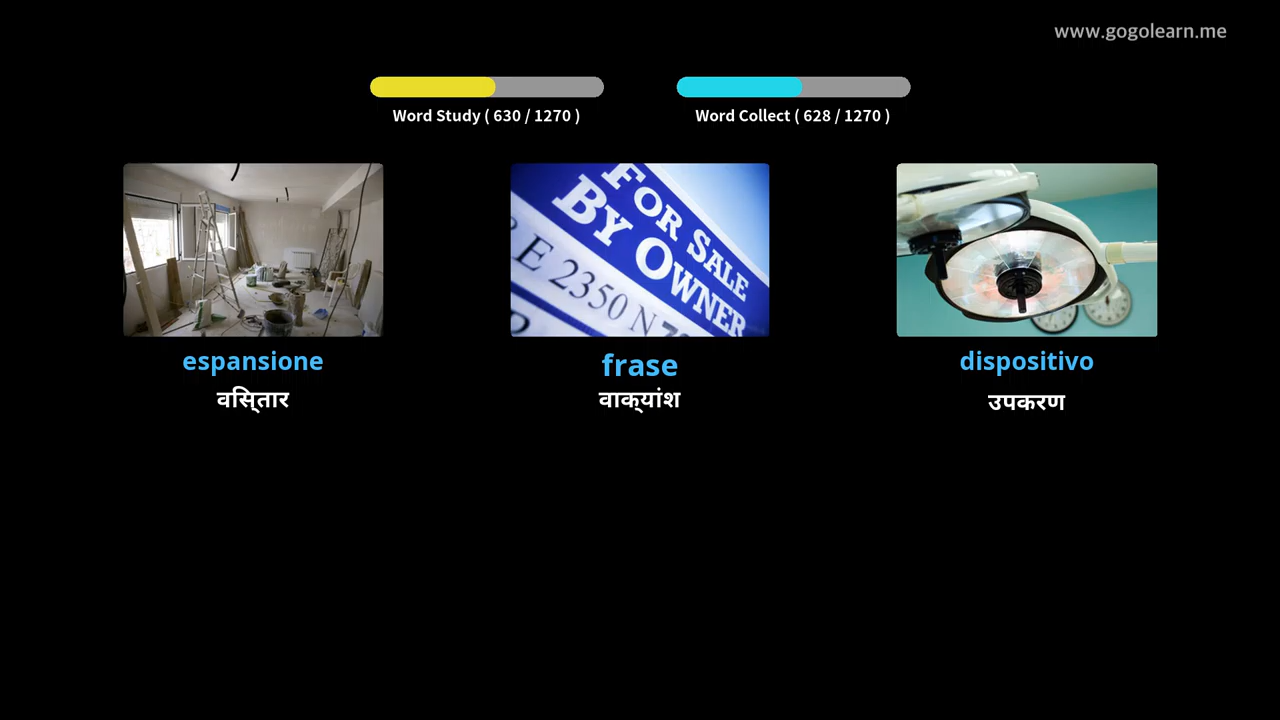 www.gogolearn.me
Word Study ( 630 / 1270 )
Word Collect ( 628 / 1270 )
FOR SALE
BY OWNER
E 2350 N
espansione
frase
dispositivo
विस्तार
वाक्यांश
उपकरण